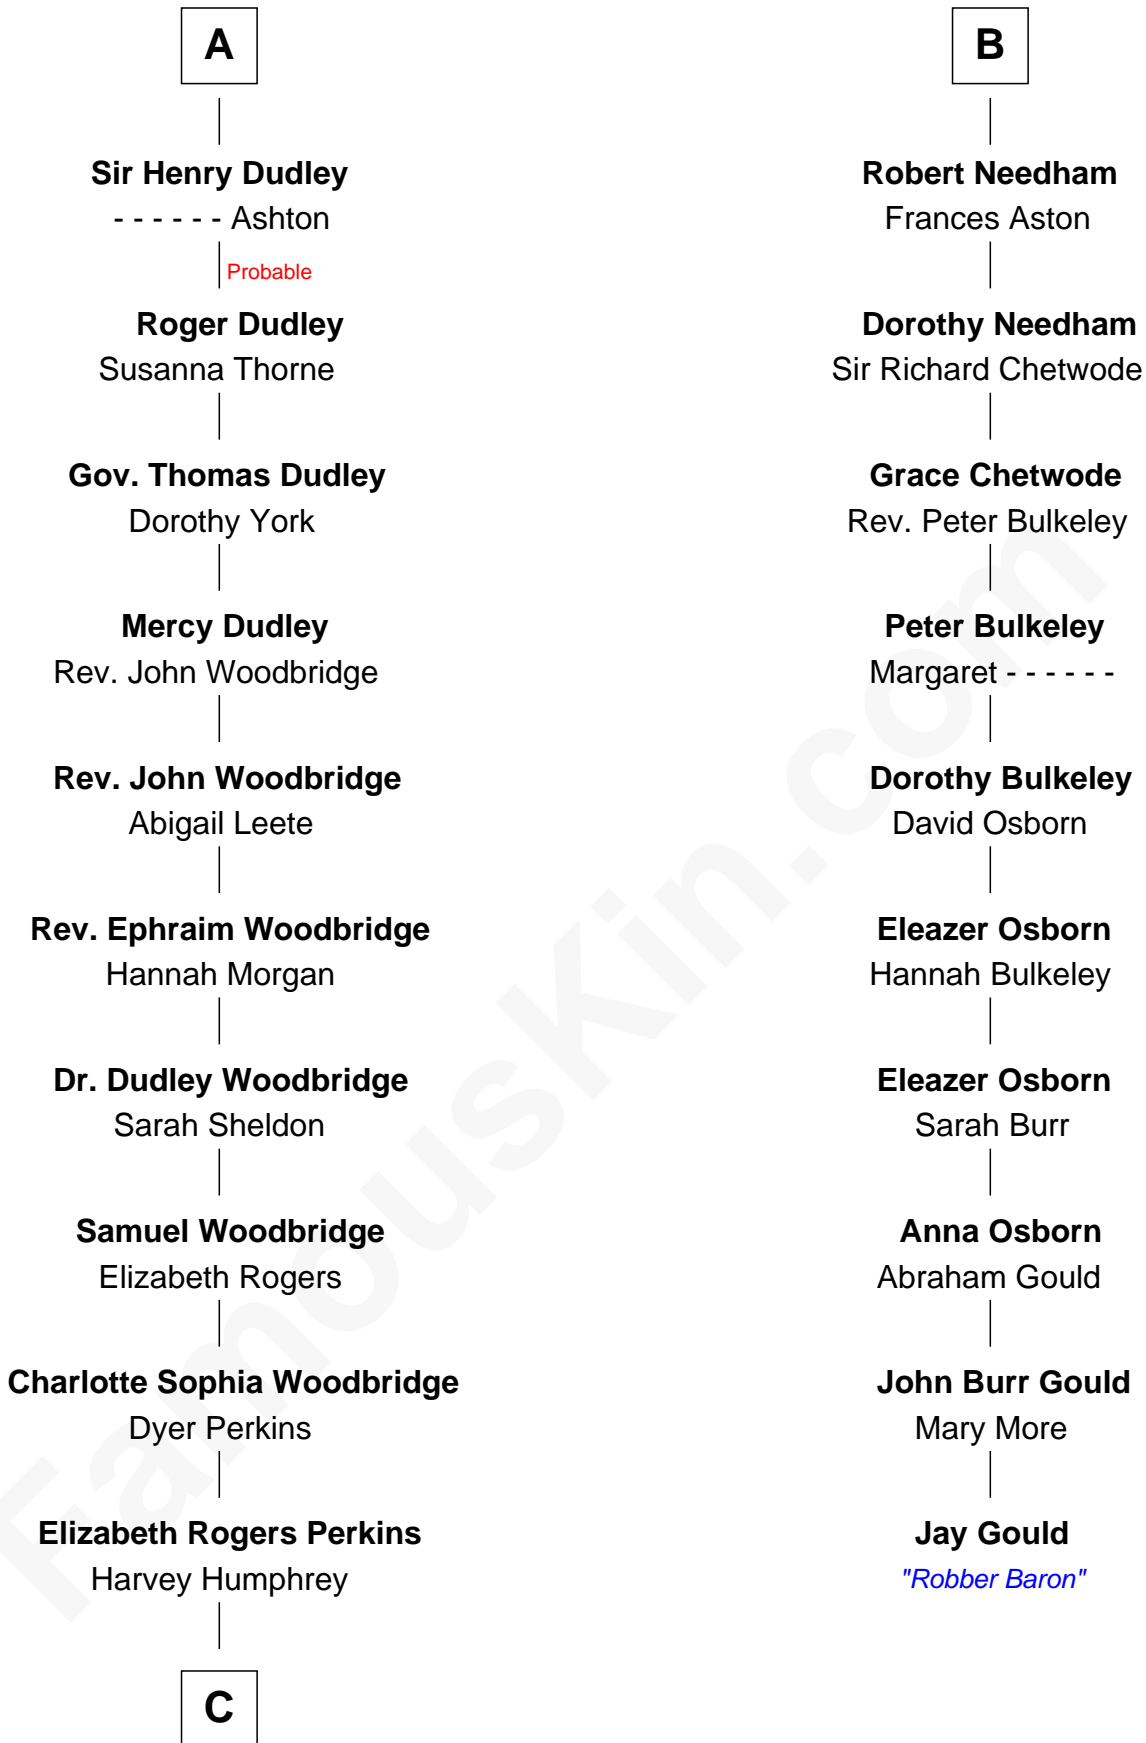 A
Sir Henry Dudley
- - - - - - Ashton
Probable
Roger Dudley
Susanna Thorne
Gov. Thomas Dudley
Dorothy York
Mercy Dudley
Rev. John Woodbridge
Rev. John Woodbridge
Abigail Leete
Rev. Ephraim Woodbridge
Hannah Morgan
Dr. Dudley Woodbridge
Sarah Sheldon
Samuel Woodbridge
Elizabeth Rogers
Charlotte Sophia Woodbridge
Dyer Perkins
Elizabeth Rogers Perkins
Harvey Humphrey
C
B
Robert Needham
Frances Aston
Dorothy Needham
Sir Richard Chetwode
Grace Chetwode
Rev. Peter Bulkeley
Peter Bulkeley
Margaret - - - - - -
Dorothy Bulkeley
David Osborn
Eleazer Osborn
Hannah Bulkeley
Eleazer Osborn
Sarah Burr
Anna Osborn
Abraham Gould
John Burr Gould
Mary More
Jay Gould
"Robber Baron"
FamousKin.com